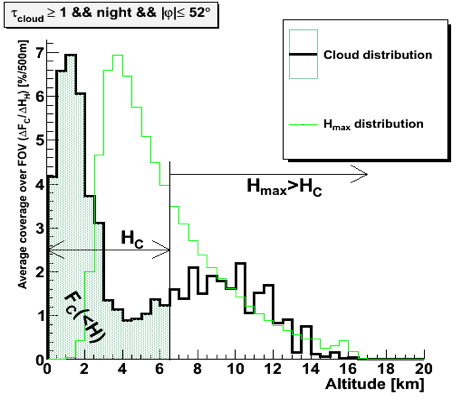 τcloud ≥ 1 && night && |φ|≤ 52°
Average coverage over FOV (ΔFC/ΔHH) [%/500m]
7
6
5
4
3
2
1
0
Cloud distribution
Hmax distribution
Hmax>HC
HC
FC(<H)
0 2 4 6 8 10 12 14 16 18 20
Altitude [km]